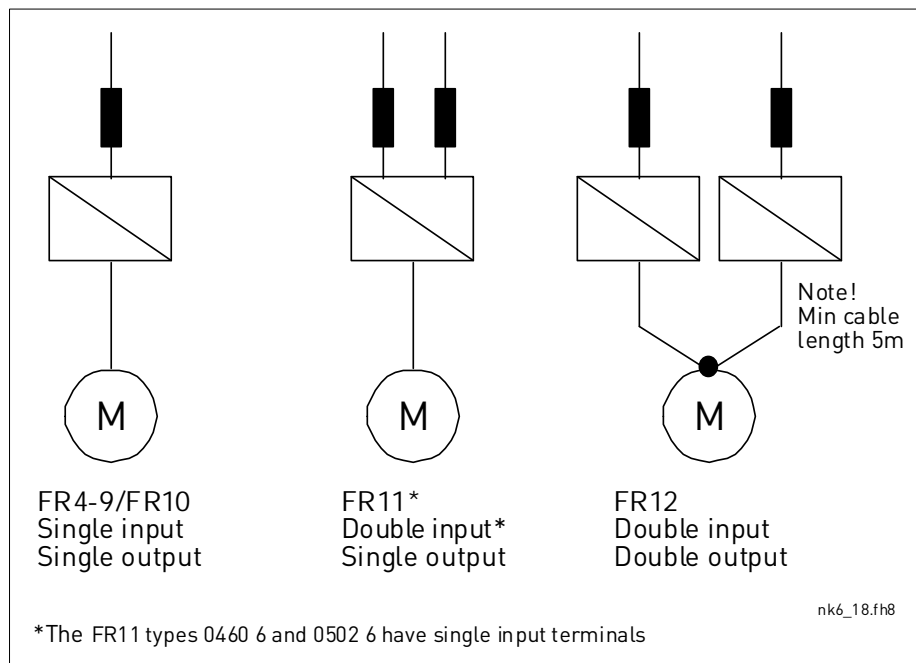 Note!
Min cable
length 5m
M
M
M
FR4-9/FR10
Single input
Single output
FR11*
Double input*
Single output
FR12
Double input
Double output
nk6_18.fh8
*The FR11 types 0460 6 and 0502 6 have single input terminals